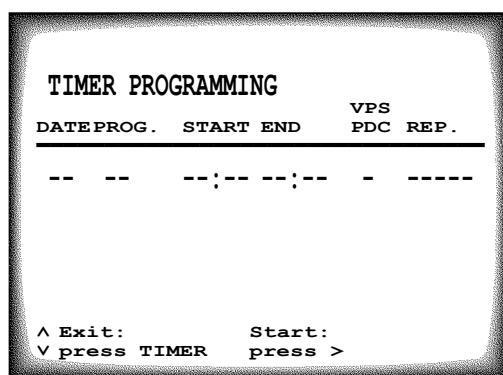 TIMER PROGRAMMING
VPS
DATE PROG. START END PDC REP.
-- -- --:-- --:-- - -----
^ Exit: Start:
v press TIMER press >